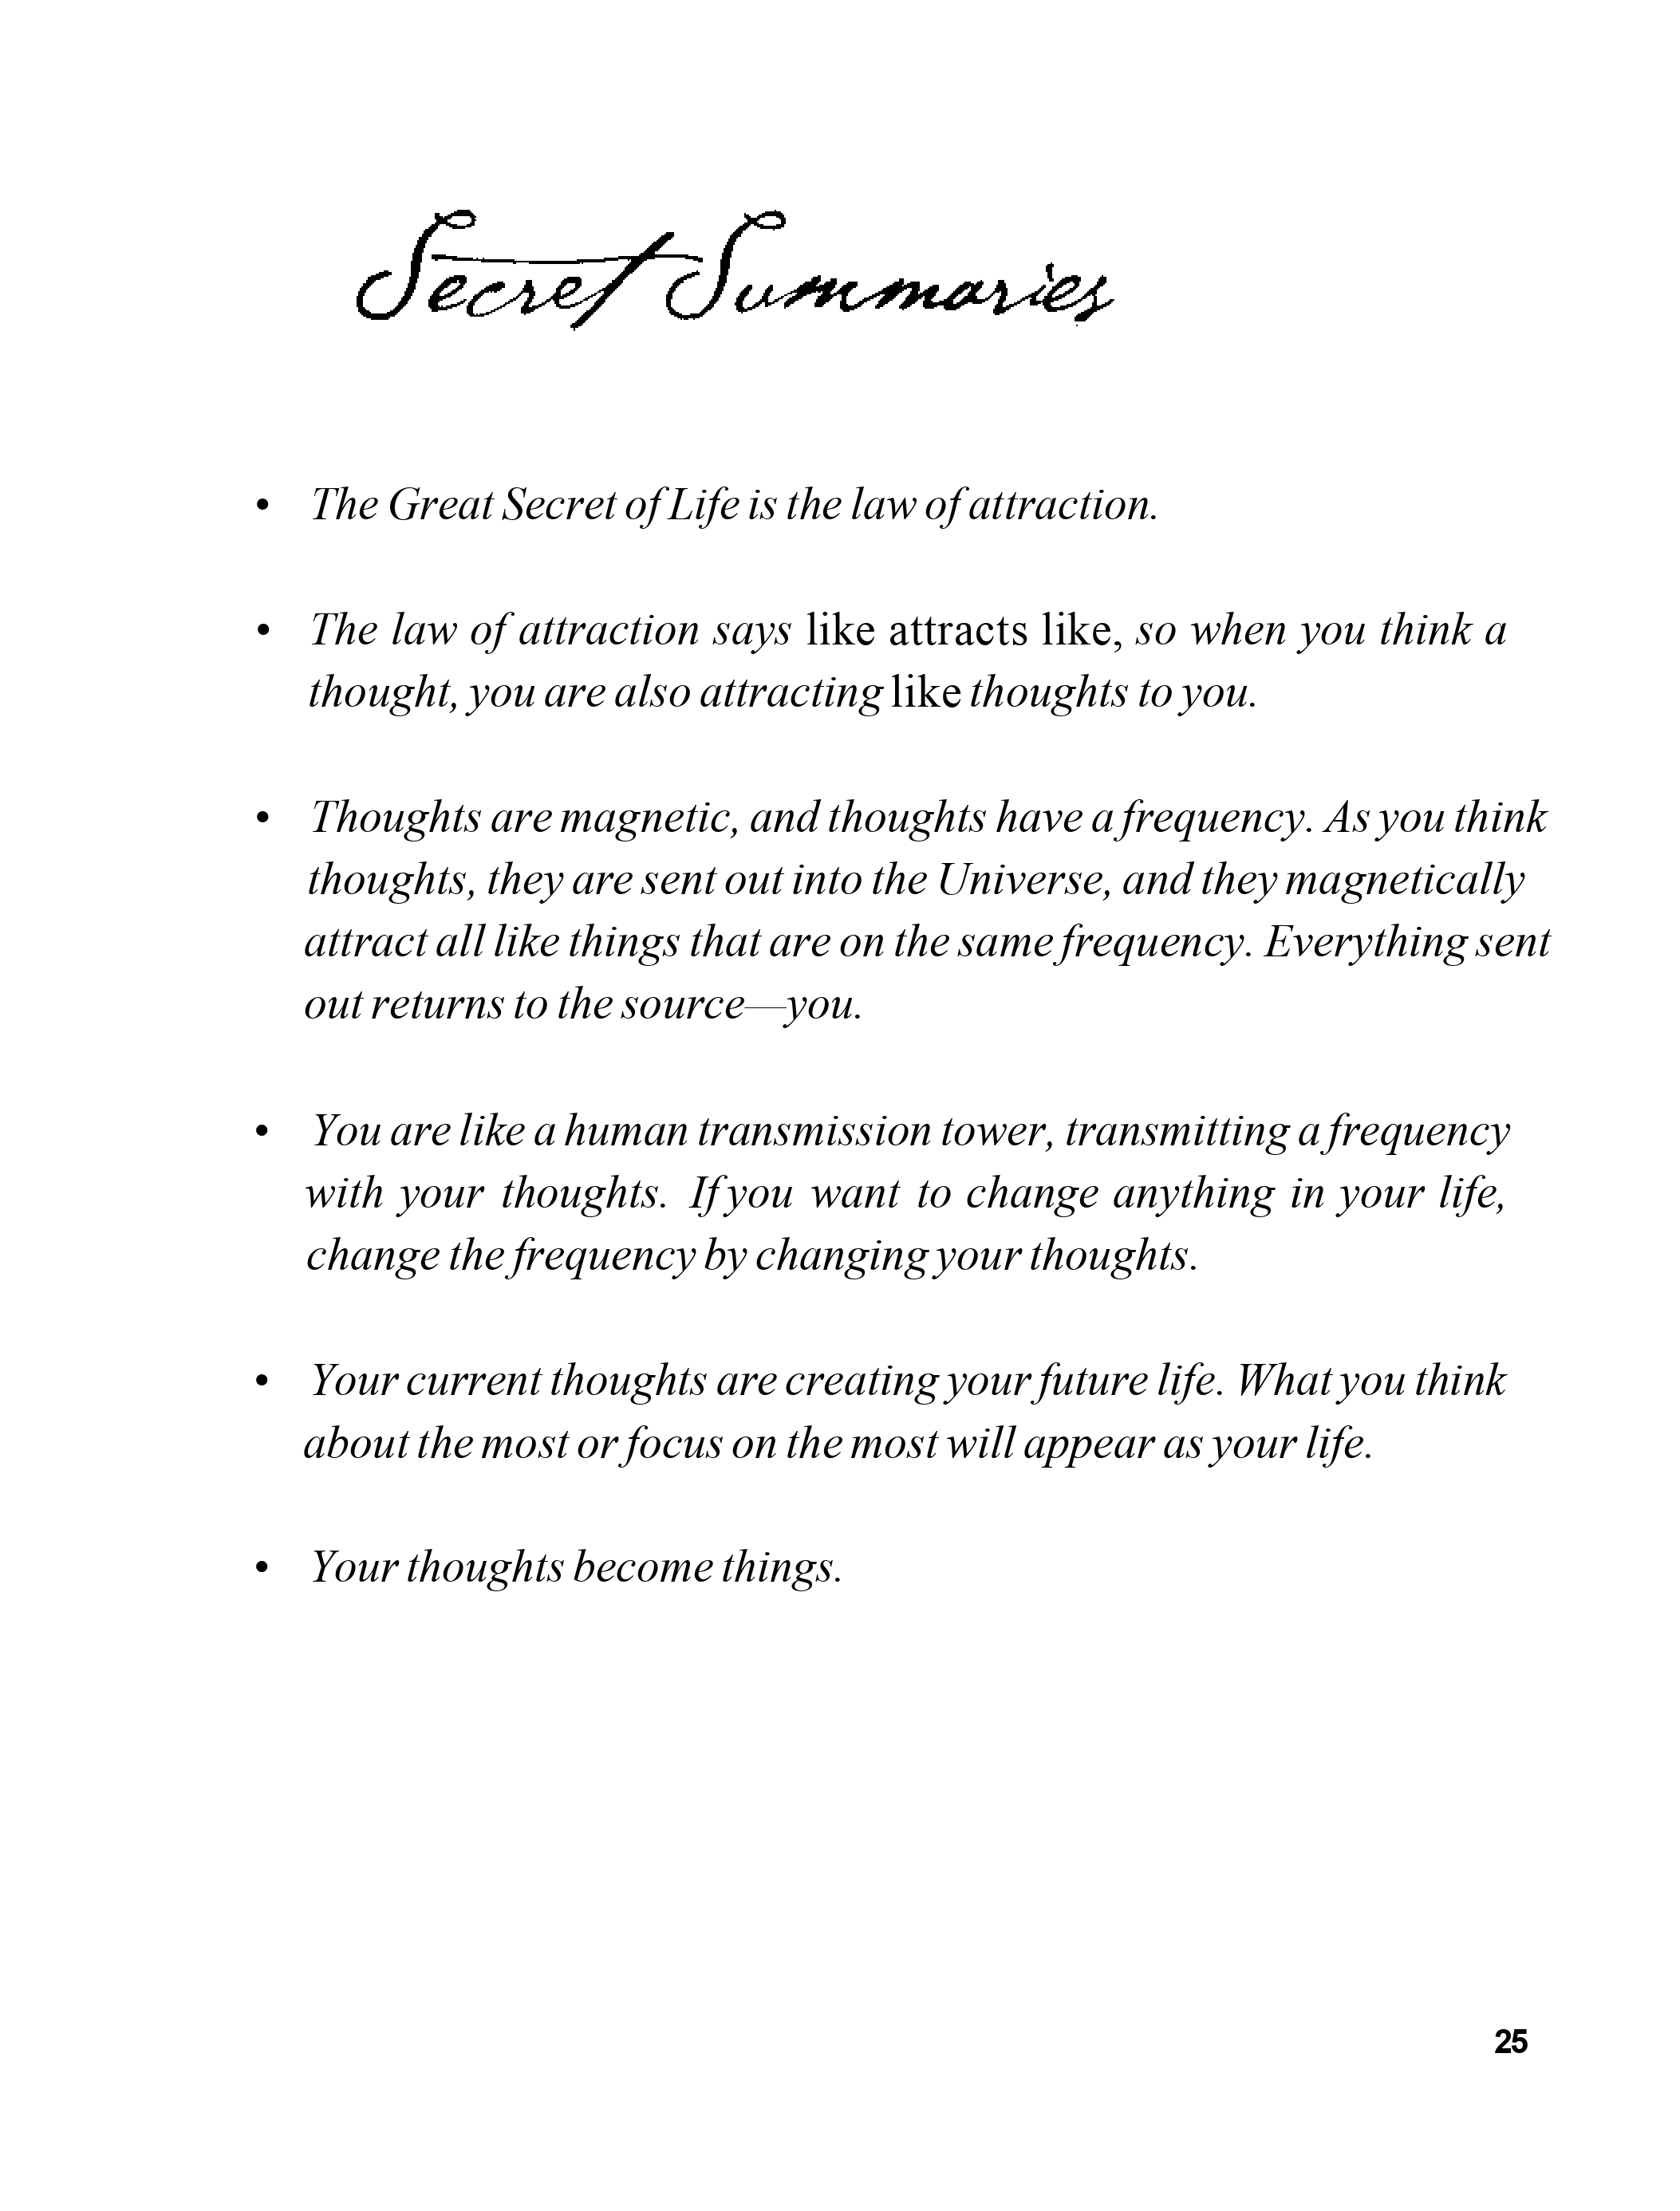 Secret Summaries
• The Great Secret of Life is the law of attraction.
• The law of attraction says like attracts like, so when you think a
thought, you are also attracting like thoughts to you.
• Thoughts are magnetic, and thoughts have a frequency. As you think
thoughts, they are sent out into the Universe, and they magnetically
attract all like things that are on the same frequency. Everything sent
out returns to the source—you.
• You are like a human transmission tower, transmitting a frequency
with your thoughts. If you want to change anything in your life,
change the frequency by changing your thoughts.
• Your current thoughts are creating your future life. What you think
about the most or focus on the most will appear as your life.
• Your thoughts become things.
25